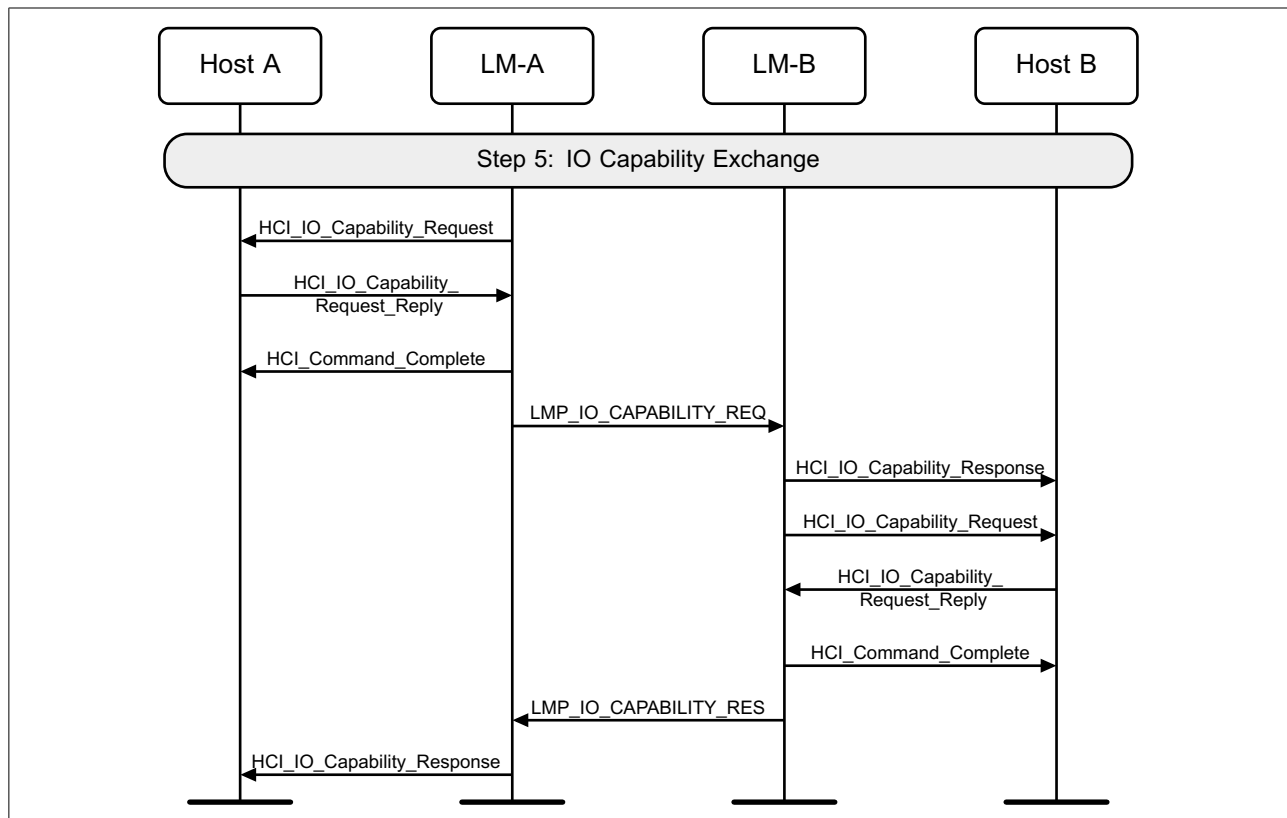 Host A
LM-A
LM-B
Host B
Step 5: IO Capability Exchange
HCI_IO_Capability_Request
HCI_IO_Capability_
Request_Reply
HCI_Command_Complete
LMP_IO_CAPABILITY_REQ
HCI_IO_Capability_Response
HCI_IO_Capability_Request
HCI_IO_Capability_
Request_Reply
HCI_Command_Complete
LMP_IO_CAPABILITY_RES
HCI_IO_Capability_Response